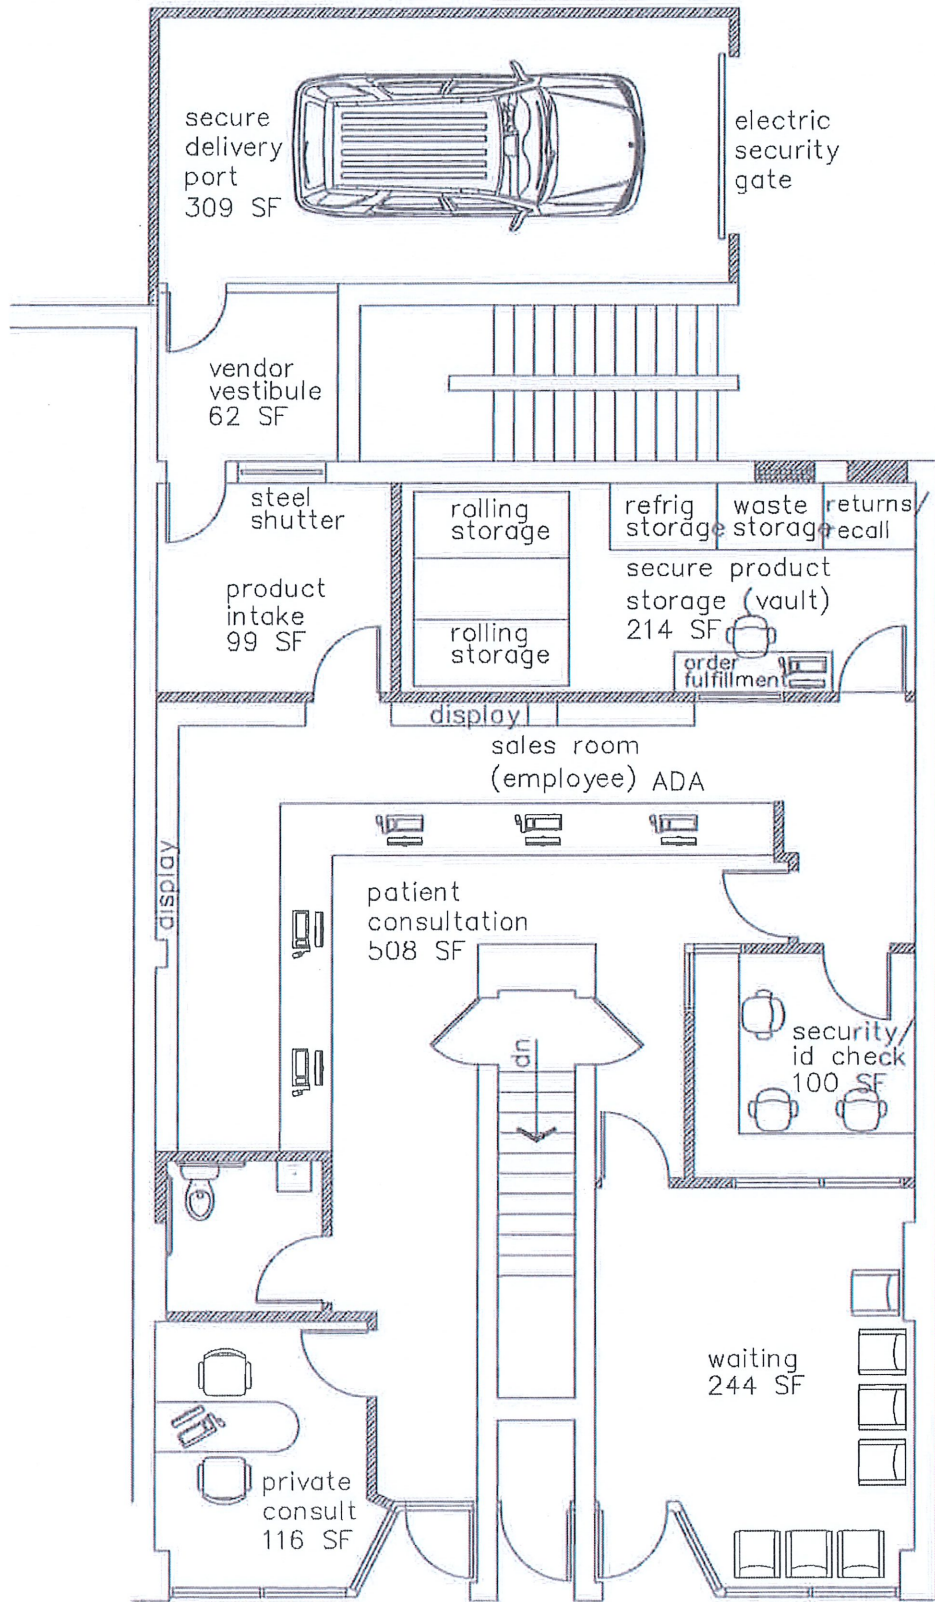 secure
delivery
port
309 SF
electric
security
gate
vendor
vestibule
62 SF
steel
shutter
product
intake
99 SF
rolling
storage
refrig
storage
waste
storage
returns/
recall
secure product
storage (vault)
214 SF
rolling
storage
order
fulfillment
display
sales room
(employee) ADA
display
patient
consultation
508 SF
dn
security/
id check
100 SF
waiting
244 SF
private
consult
116 SF